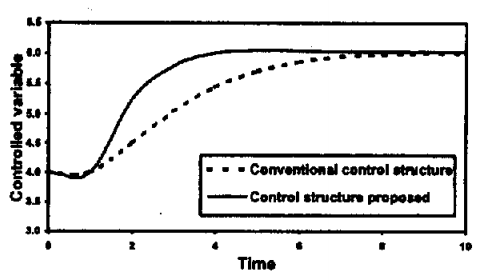 6.5
6.0
5.5
5.0
4.5
4.0
3.5
3.0
Controlled variable
Conventional control structure
Control structure proposed
0 2 4 6 8 10
Time